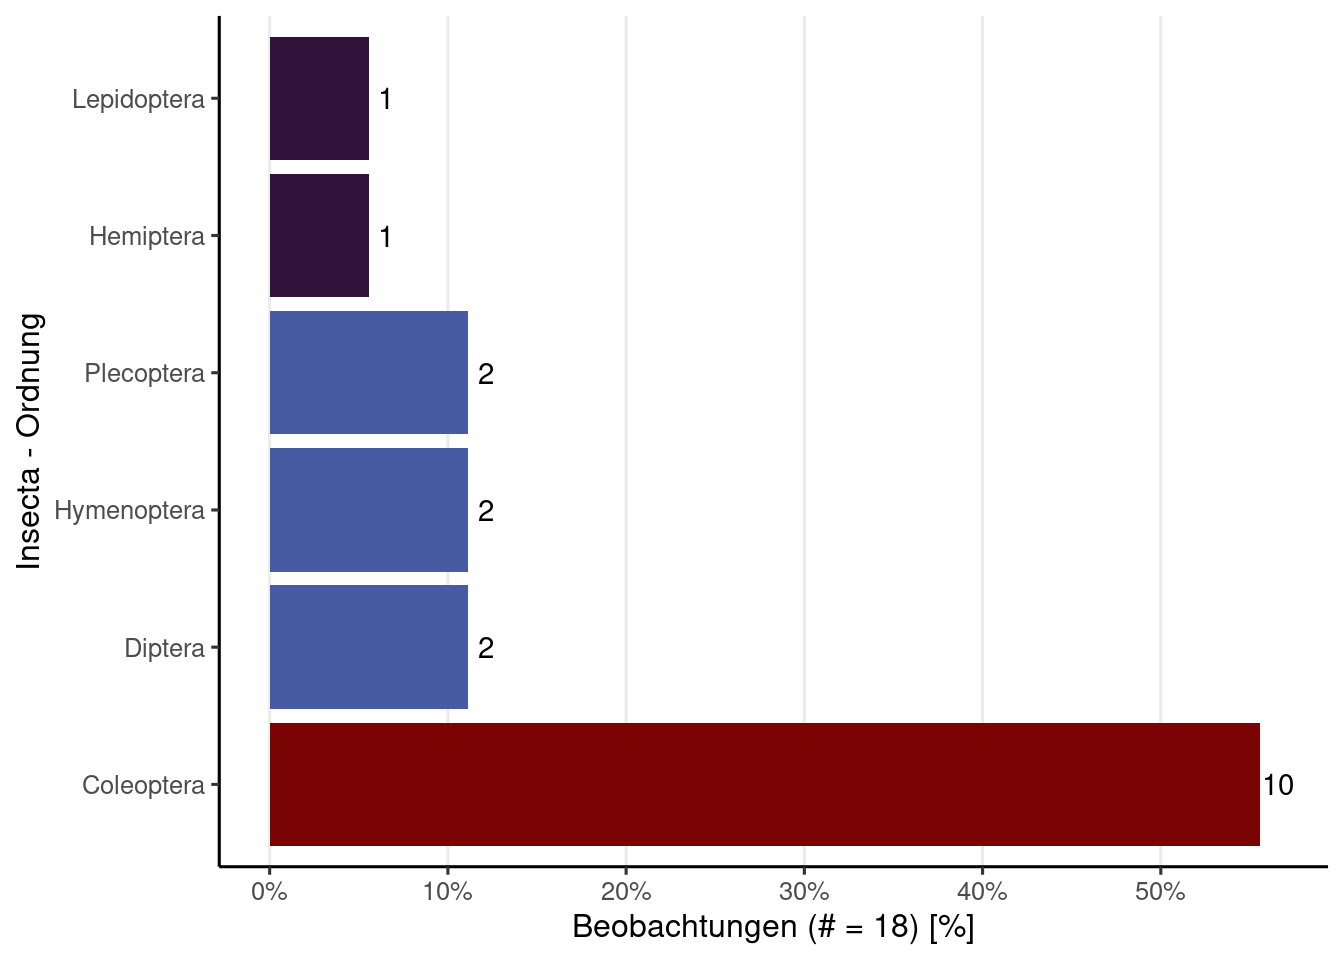 Insecta - Ordnung
Lepidoptera 1
Hemiptera 1
Plecoptera 2
Hymenoptera 2
Diptera 2
Coleoptera 10
0% 10% 20% 30% 40% 50%
Beobachtungen (# = 18) [%]